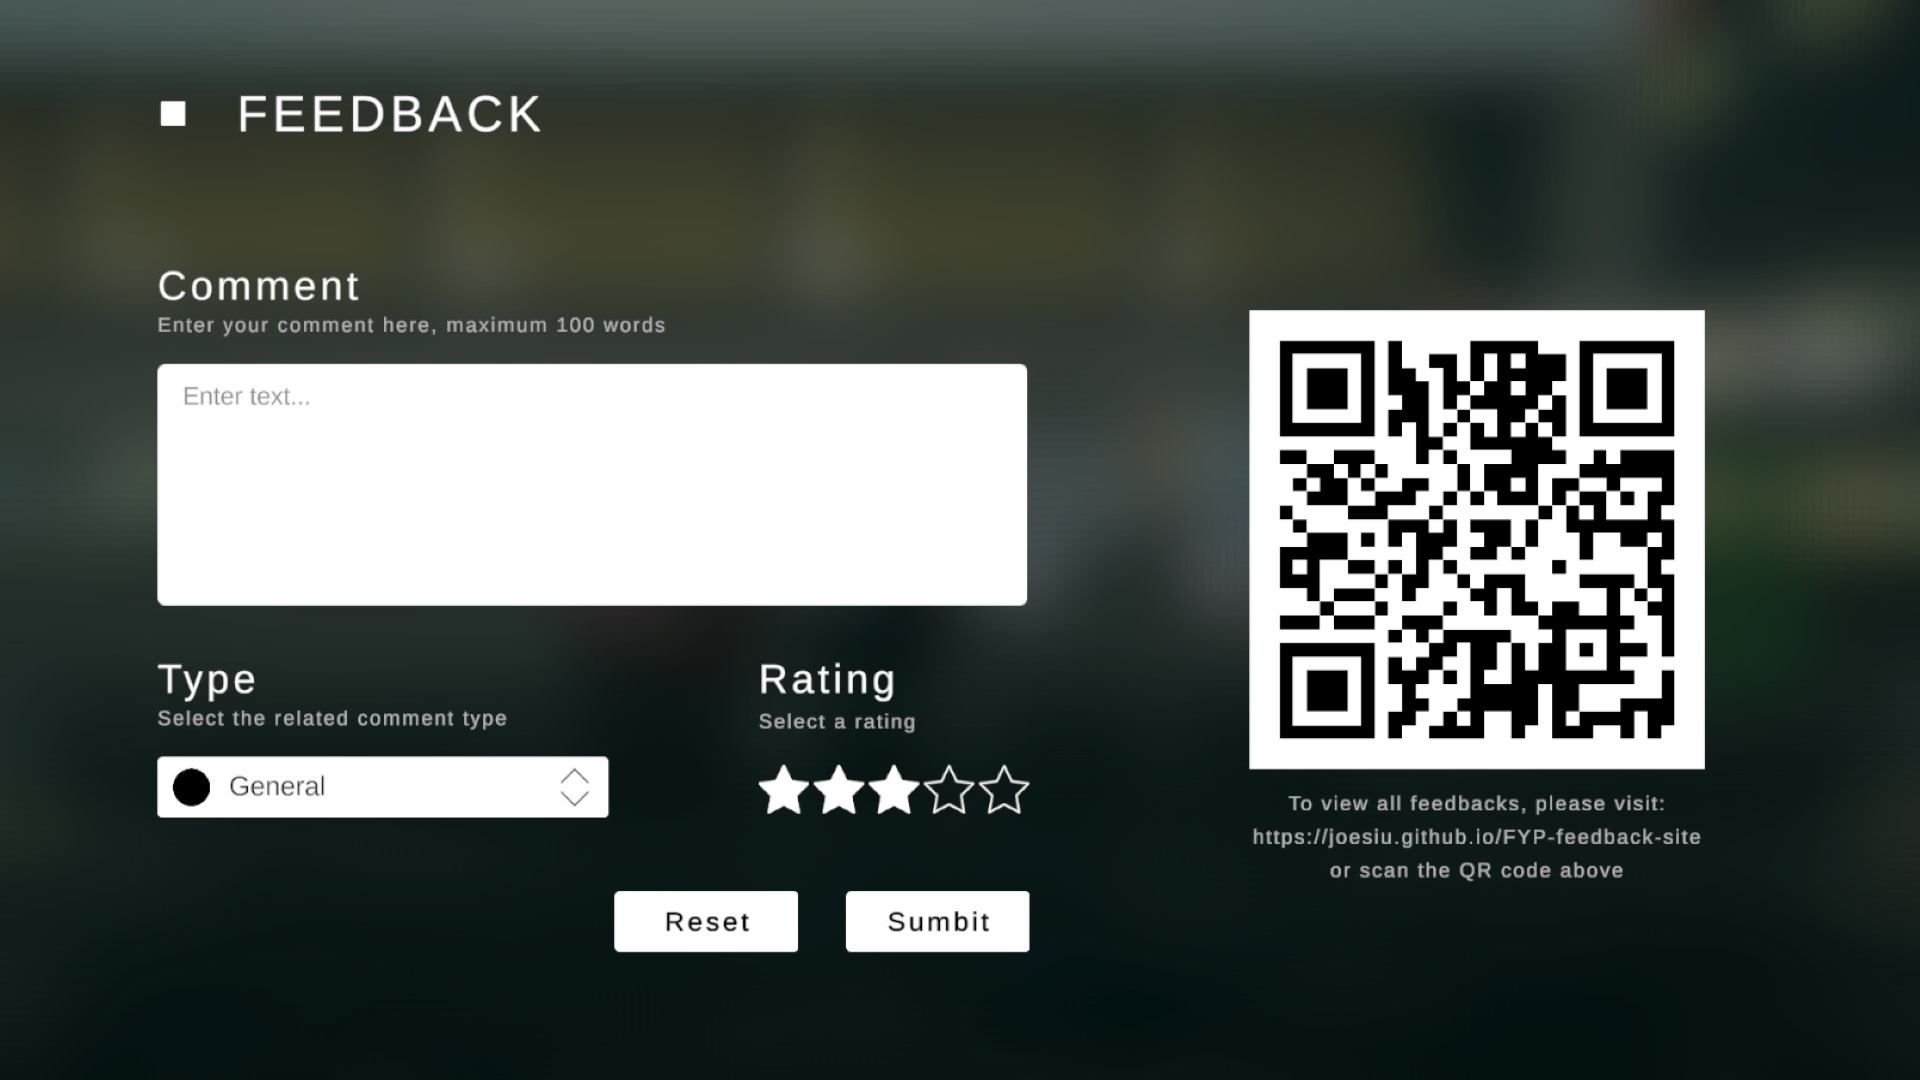 FEEDBACK
Comment
Enter your comment here, maximum 100 words
Enter text...
Type
Select the related comment type
General
Rating
Select a rating
Reset
Sumbit
To view all feedbacks, please visit:
https://joesiu.github.io/FYP-feedback-site
or scan the QR code above